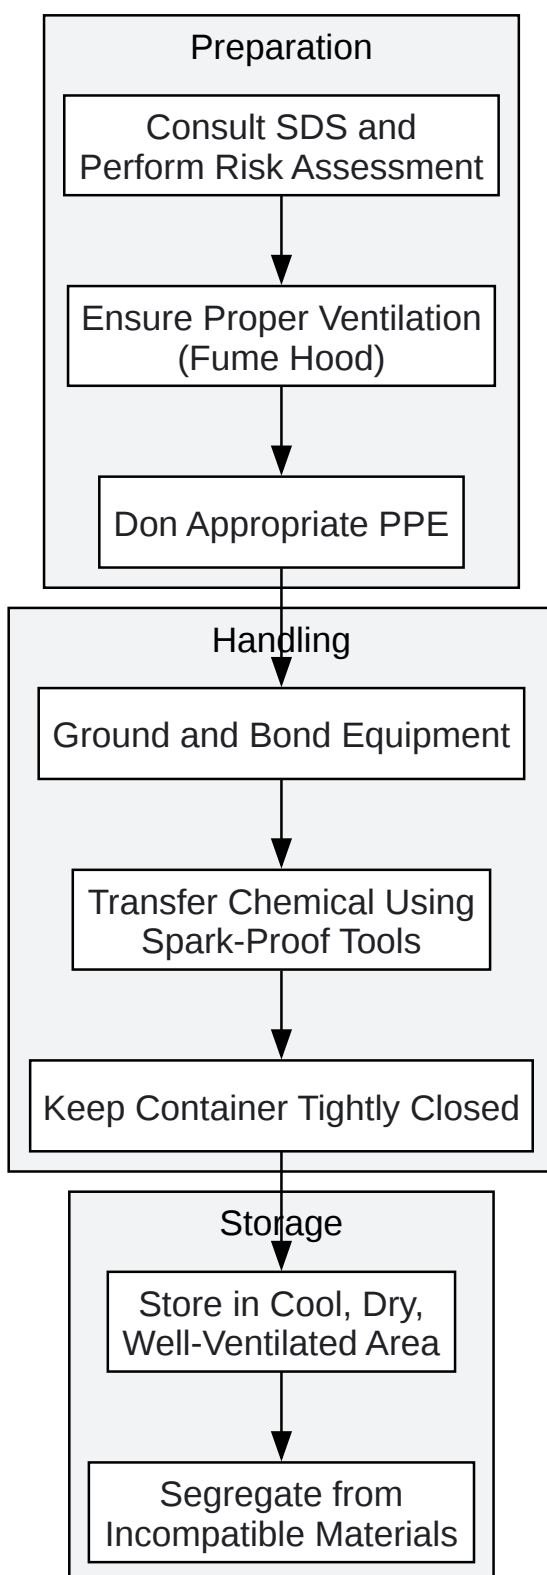 Preparation
Consult SDS and
Perform Risk Assessment
Ensure Proper Ventilation
(Fume Hood)
Don Appropriate PPE
Handling
Ground and Bond Equipment
Transfer Chemical Using
Spark-Proof Tools
Keep Container Tightly Closed
Storage
Store in Cool, Dry,
Well-Ventilated Area
Segregate from
Incompatible Materials